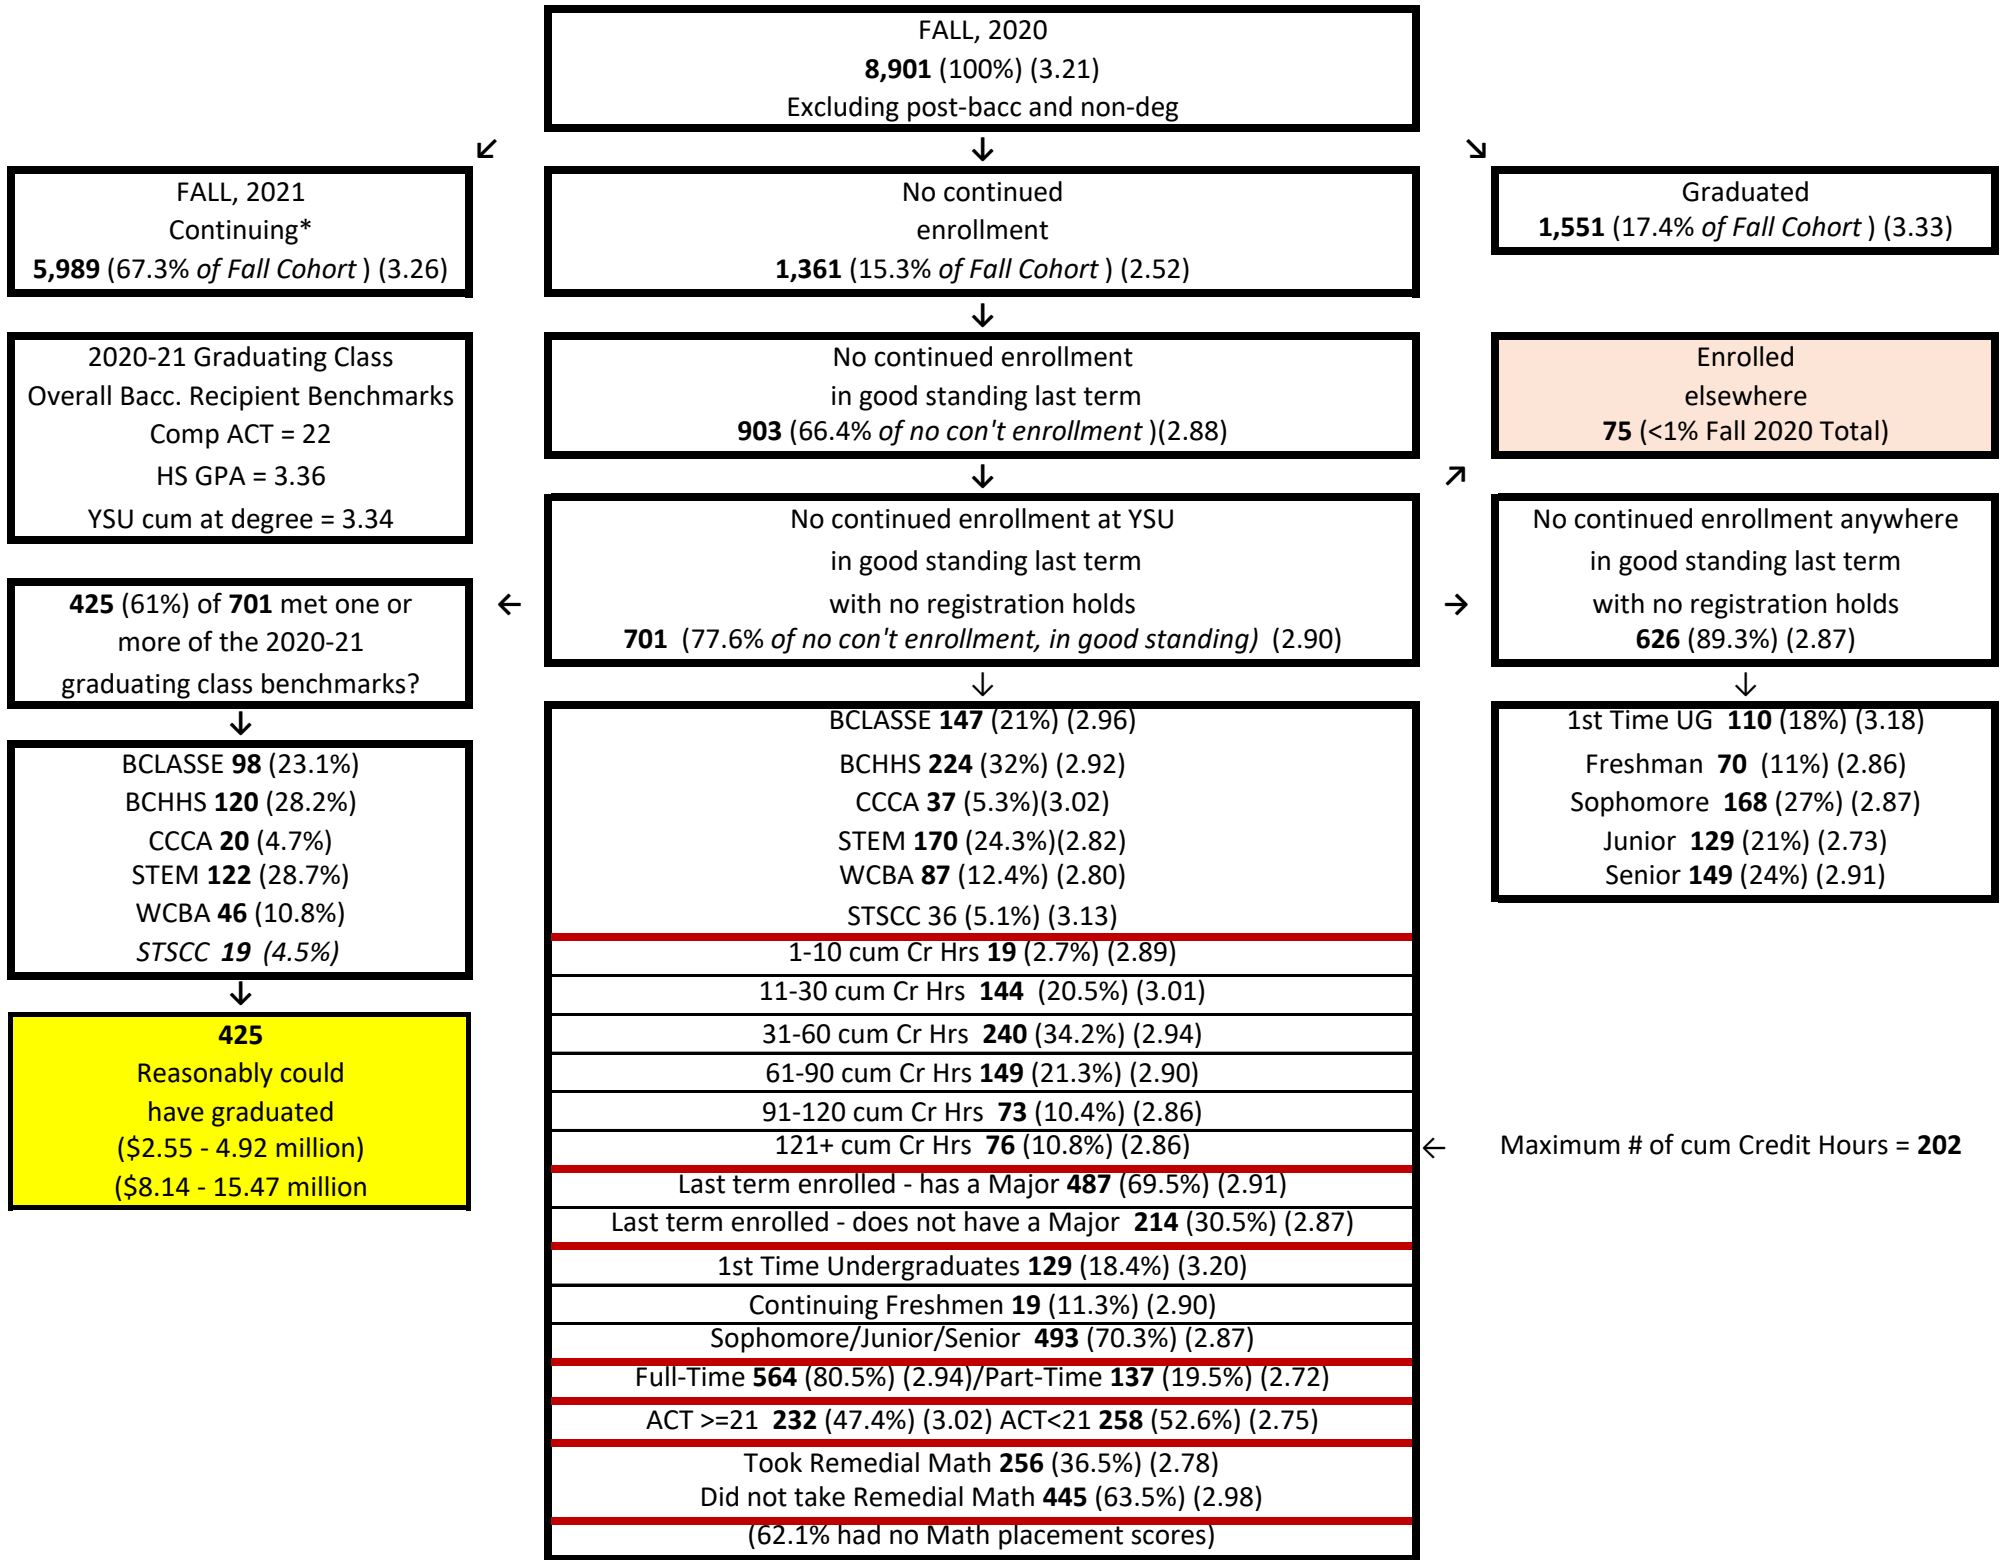 FALL, 2020
8,901 (100%) (3.21)
Excluding post-bacc and non-deg
↙ ↓ ↘
FALL, 2021
Continuing*
5,989 (67.3% of Fall Cohort ) (3.26)
No continued
enrollment
1,361 (15.3% of Fall Cohort ) (2.52)
Graduated
1,551 (17.4% of Fall Cohort ) (3.33)
↓
2020-21 Graduating Class
Overall Bacc. Recipient Benchmarks
Comp ACT = 22
HS GPA = 3.36
YSU cum at degree = 3.34
No continued enrollment
in good standing last term
903 (66.4% of no con't enrollment )(2.88)
Enrolled
elsewhere
75 (<1% Fall 2020 Total)
↓ ↗
No continued enrollment at YSU
in good standing last term
with no registration holds
701 (77.6% of no con't enrollment, in good standing) (2.90)
No continued enrollment anywhere
in good standing last term
with no registration holds
626 (89.3%) (2.87)
← →
425 (61%) of 701 met one or
more of the 2020-21
graduating class benchmarks?
↓ ↓ ↓
BCLASSE 98 (23.1%)
BCHHS 120 (28.2%)
CCCA 20 (4.7%)
STEM 122 (28.7%)
WCBA 46 (10.8%)
STSCC 19 (4.5%)
↓
425
Reasonably could
have graduated
($2.55 - 4.92 million)
($8.14 - 15.47 million
BCLASSE 147 (21%) (2.96)
BCHHS 224 (32%) (2.92)
CCCA 37 (5.3%)(3.02)
STEM 170 (24.3%)(2.82)
WCBA 87 (12.4%) (2.80)
STSCC 36 (5.1%) (3.13)
1-10 cum Cr Hrs 19 (2.7%) (2.89)
11-30 cum Cr Hrs 144 (20.5%) (3.01)
31-60 cum Cr Hrs 240 (34.2%) (2.94)
61-90 cum Cr Hrs 149 (21.3%) (2.90)
91-120 cum Cr Hrs 73 (10.4%) (2.86)
121+ cum Cr Hrs 76 (10.8%) (2.86)
Last term enrolled - has a Major 487 (69.5%) (2.91)
Last term enrolled - does not have a Major 214 (30.5%) (2.87)
1st Time Undergraduates 129 (18.4%) (3.20)
Continuing Freshmen 19 (11.3%) (2.90)
Sophomore/Junior/Senior 493 (70.3%) (2.87)
Full-Time 564 (80.5%) (2.94)/Part-Time 137 (19.5%) (2.72)
ACT >=21 232 (47.4%) (3.02) ACT<21 258 (52.6%) (2.75)
Took Remedial Math 256 (36.5%) (2.78)
Did not take Remedial Math 445 (63.5%) (2.98)
(62.1% had no Math placement scores)
1st Time UG 110 (18%) (3.18)
Freshman 70 (11%) (2.86)
Sophomore 168 (27%) (2.87)
Junior 129 (21%) (2.73)
Senior 149 (24%) (2.91)
← Maximum # of cum Credit Hours = 202